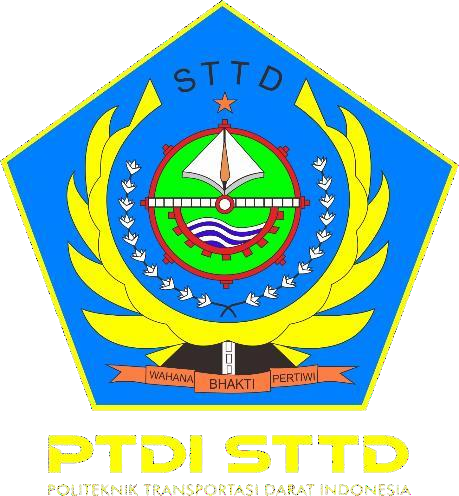 STTD
WAHANA BHAKTI PERTIWI
PTDI STTD
POLITEKNIK TRANSPORTASI DARAT INDONESIA